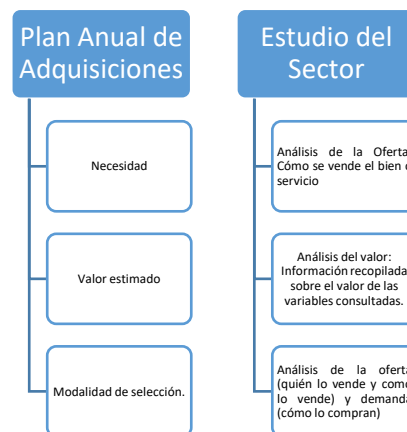 Plan Anual de
Adquisiciones
Necesidad
Valor estimado
Modalidad de selección.
Estudio del
Sector
Análisis de la Oferta
Cómo se vende el bien
servicio
Análisis del valor:
Información recopilada
sobre el valor de las
variables consultadas.
Análisis de la oferta
(quién lo vende y como
lo vende) y demanda
(cómo lo compran)